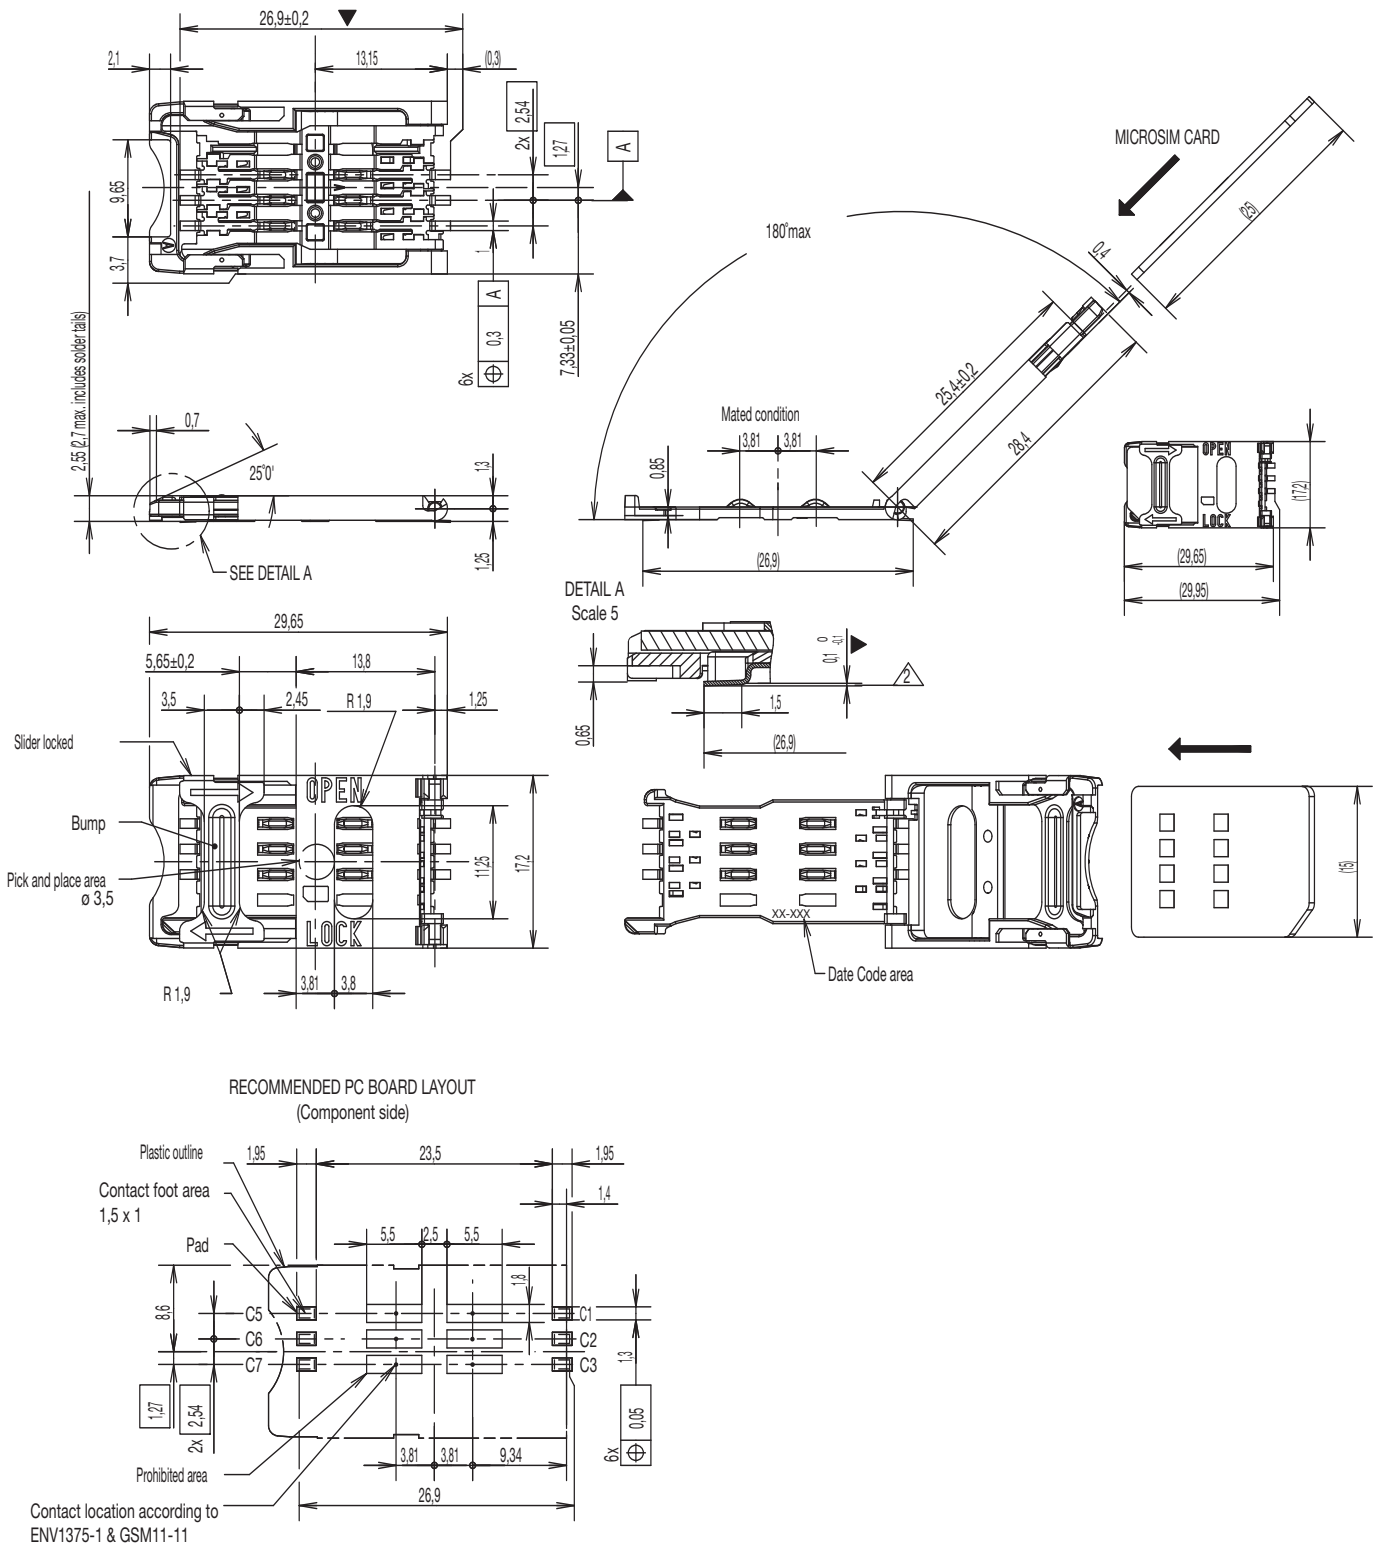 26,9±0,2
2,1
13,15
(0,3)
2x 2,54
1,27
A
MICROSIM CARD
9,65
3,7
1
6x 0,3 A
7,33±0,05
180°max
(25)
0,4
25,4±0,2
28,4
2,55 (2,7 max. includes solder tails)
0,7
25°0'
1,3
1,25
SEE DETAIL A
Mated condition
3,81
3,81
0,85
(26,9)
OPEN
LOCK
(17,2)
(29,65)
(29,95)
DETAIL A
Scale 5
0,1 0 -0,1
2
0,65
1,5
(26,9)
29,65
5,65±0,2
13,8
3,5
2,45
R 1,9
1,25
Slider locked
OPEN
Bump
Pick and place area
ø 3,5
11,25
17,2
LOCK
R 1,9
3,81
3,8
XX-XXX
Date Code area
(15)
RECOMMENDED PC BOARD LAYOUT
(Component side)
Plastic outline
1,95
23,5
1,95
Contact foot area
1,5 x 1
1,4
Pad
5,5
2,5
5,5
1,8
8,6
C5
C1
C6
C2
C7
C3
1,3
1,27
2x 2,54
6x 0,05
Prohibited area
3,81
3,81
9,34
26,9
Contact location according to
ENV1375-1 & GSM11-11